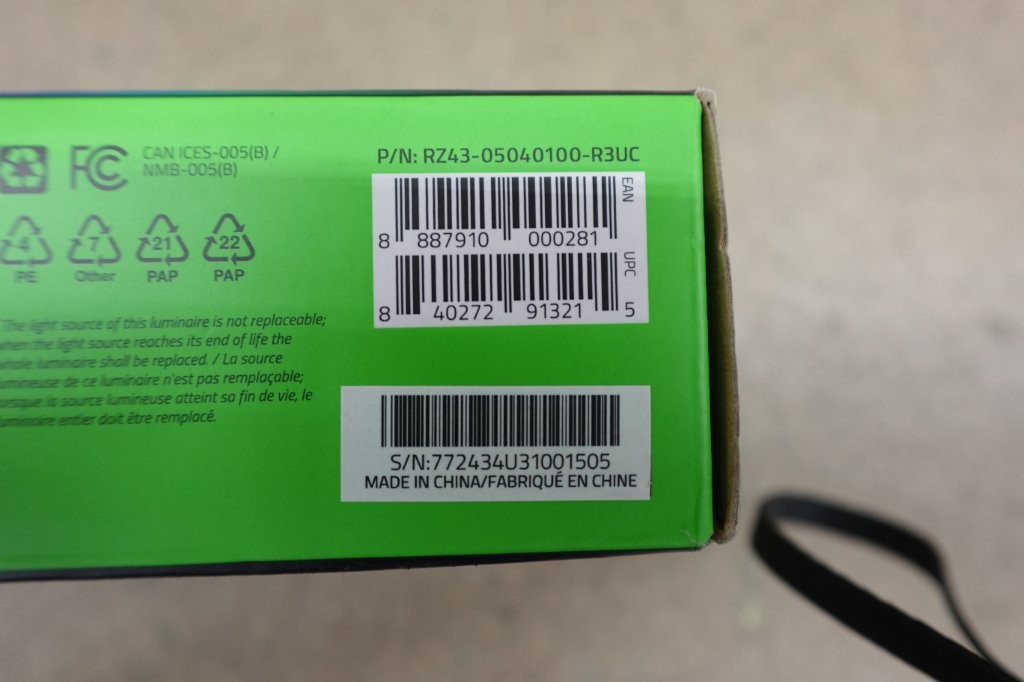 FC
CAN ICES-005(B) /
NMB-005(B)
4
PE
7
Other
21
PAP
22
PAP
The light source of this luminaire is not replaceable;
when the light source reaches its end of life the
whole luminaire shall be replaced. / La source
lumineuse de ce luminaire n'est pas remplaçable;
lorsque la source lumineuse atteint sa fin de vie, le
luminaire entier doit être remplacé.
P/N: RZ43-05040100-R3UC
EAN
8 887910 000281
UPC
8 40272 91321 5
S/N:772434U31001505
MADE IN CHINA/FABRIQUÉ EN CHINE